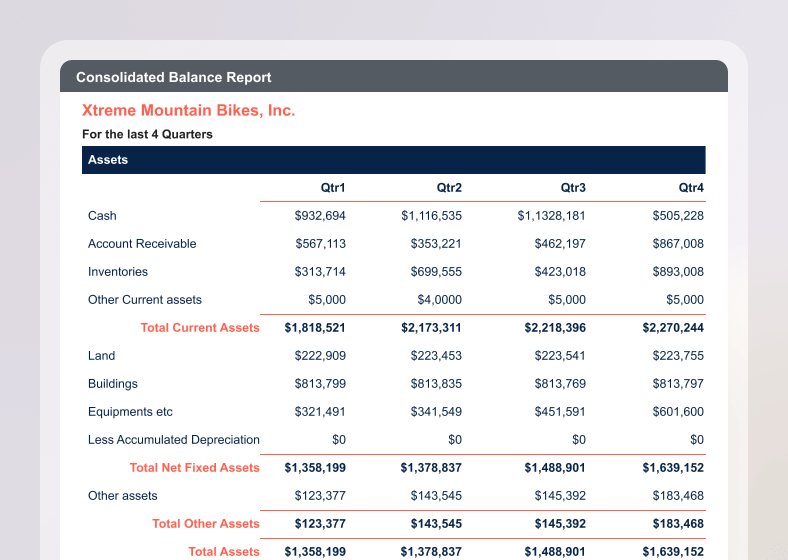 Consolidated Balance Report
Xtreme Mountain Bikes, Inc.
For the last 4 Quarters
Assets
Qtr1 Qtr2 Qtr3 Qtr4
Cash $932,694 $1,116,535 $1,1328,181 $505,228
Account Receivable $567,113 $353,221 $462,197 $867,008
Inventories $313,714 $699,555 $423,018 $893,008
Other Current assets $5,000 $4,0000 $5,000 $5,000
Total Current Assets $1,818,521 $2,173,311 $2,218,396 $2,270,244
Land $222,909 $223,453 $223,541 $223,755
Buildings $813,799 $813,835 $813,769 $813,797
Equipments etc $321,491 $341,549 $451,591 $601,600
Less Accumulated Depreciation $0 $0 $0 $0
Total Net Fixed Assets $1,358,199 $1,378,837 $1,488,901 $1,639,152
Other assets $123,377 $143,545 $145,392 $183,468
Total Other Assets $123,377 $143,545 $145,392 $183,468
Total Assets $1,358,199 $1,378,837 $1,488,901 $1,639,152